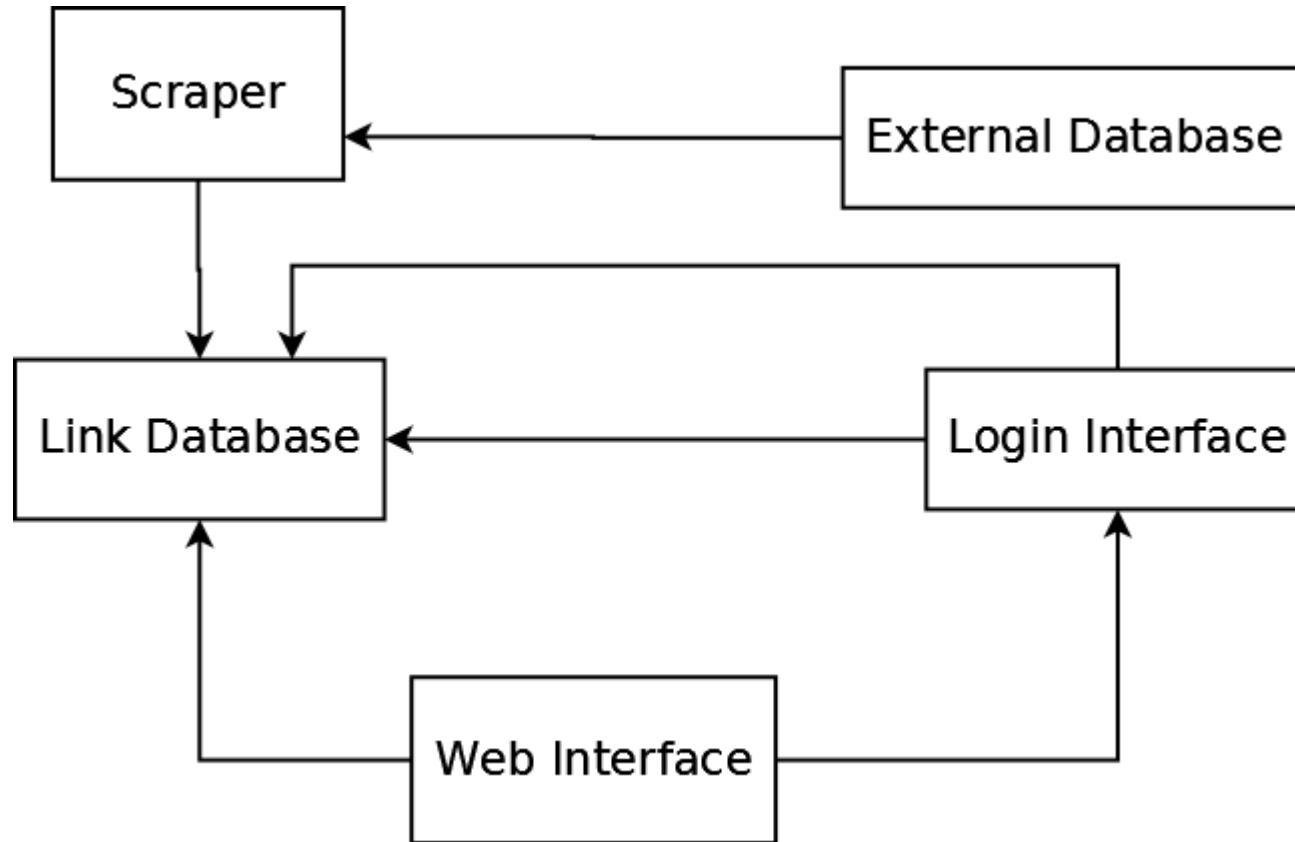 Scraper
External Database
Link Database
Login Interface
Web Interface